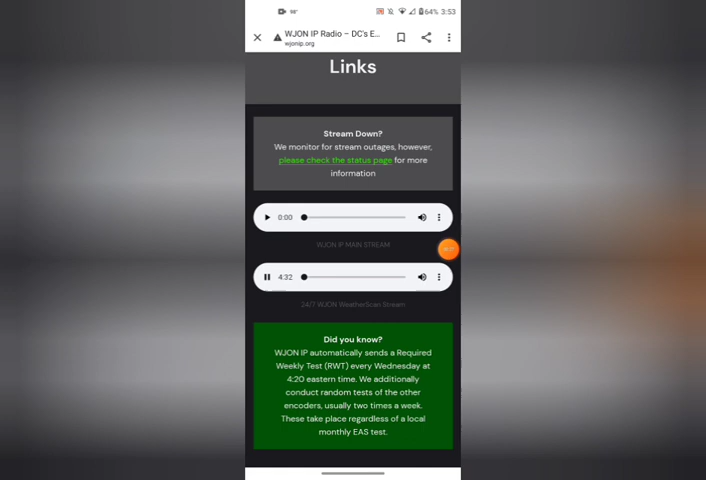 98°
64% 3:53
WJON IP Radio – DC's E...
wjonip.org
Links
Stream Down?
We monitor for stream outages, however,
please check the status page for more
information
0:00
WJON IP MAIN STREAM
4:32
24/7 WJON WeatherScan Stream
Did you know?
WJON IP automatically sends a Required
Weekly Test (RWT) every Wednesday at
4:20 eastern time. We additionally
conduct random tests of the other
encoders, usually two times a week.
These take place regardless of a local
monthly EAS test.